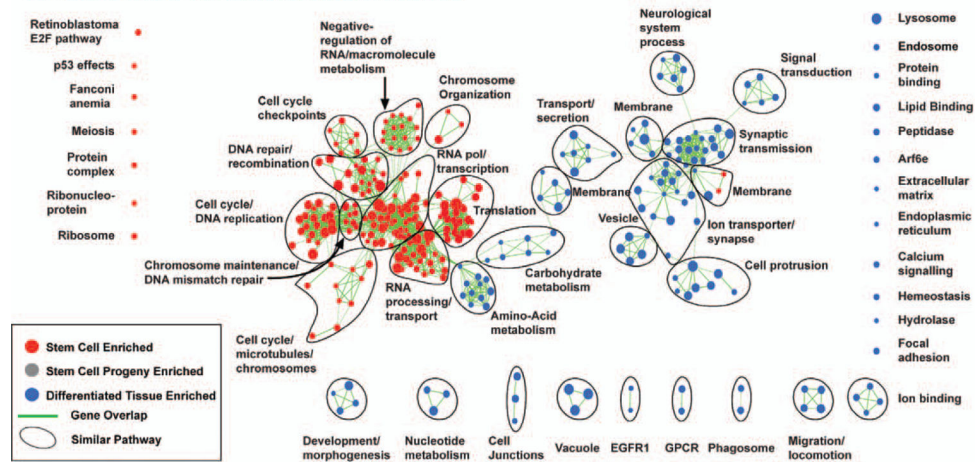 Retinoblastoma
E2F pathway
p53 effects
Fanconi
anemia
Meiosis
Protein
complex
Ribonucleo-
protein
Ribosome
Negative-
regulation of
RNA/macromolecule
metabolism
Cell cycle
checkpoints
Chromosome
Organization
DNA repair/
recombination
RNA pol/
transcription
Cell cycle/
DNA replication
Translation
Chromosome maintenance/
DNA mismatch repair
RNA
processing/
transport
Cell cycle/
microtubules/
chromosomes
Amino-Acid
metabolism
Carbohydrate
metabolism
Neurological
system
process
Signal
transduction
Transport/
secretion
Membrane
Synaptic
transmission
Membrane
Membrane
Vesicle
Ion transporter/
synapse
Cell protrusion
Lysosome
Endosome
Protein
binding
Lipid Binding
Peptidase
Arf6e
Extracellular
matrix
Endoplasmic
reticulum
Calcium
signalling
Hemeostasis
Hydrolase
Focal
adhesion
Stem Cell Enriched
Stem Cell Progeny Enriched
Differentiated Tissue Enriched
Gene Overlap
Similar Pathway
Development/
morphogenesis
Nucleotide
metabolism
Cell
Junctions
Vacuole
EGFR1
GPCR
Phagosome
Migration/
locomotion
Ion binding